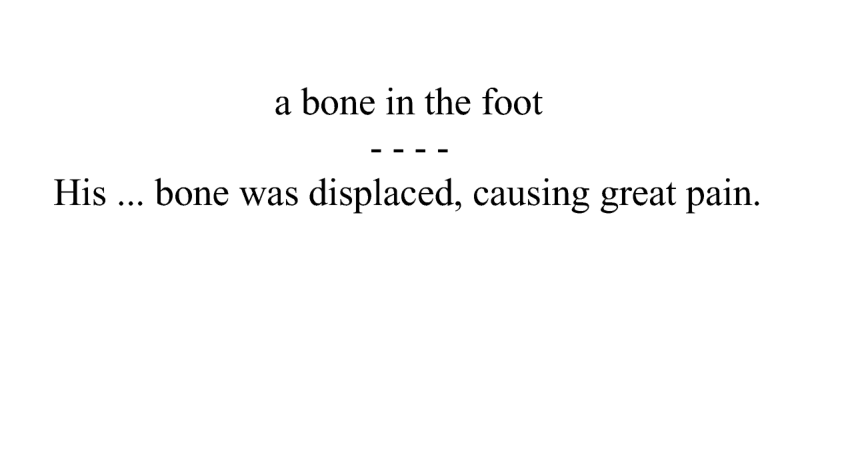 a bone in the foot
- - - -
His ... bone was displaced, causing great pain.